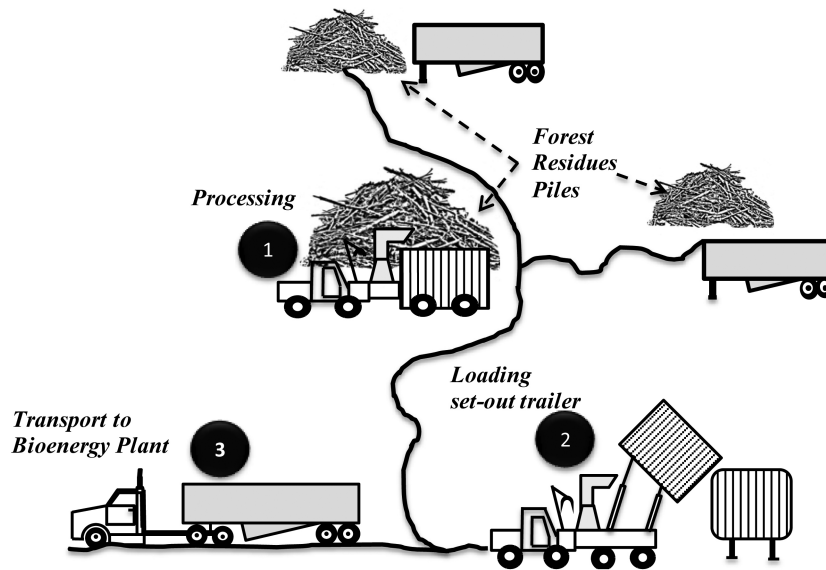 Forest
Residues
Piles
Processing
1
Loading
set-out trailer
2
Transport to
Bioenergy Plant
3